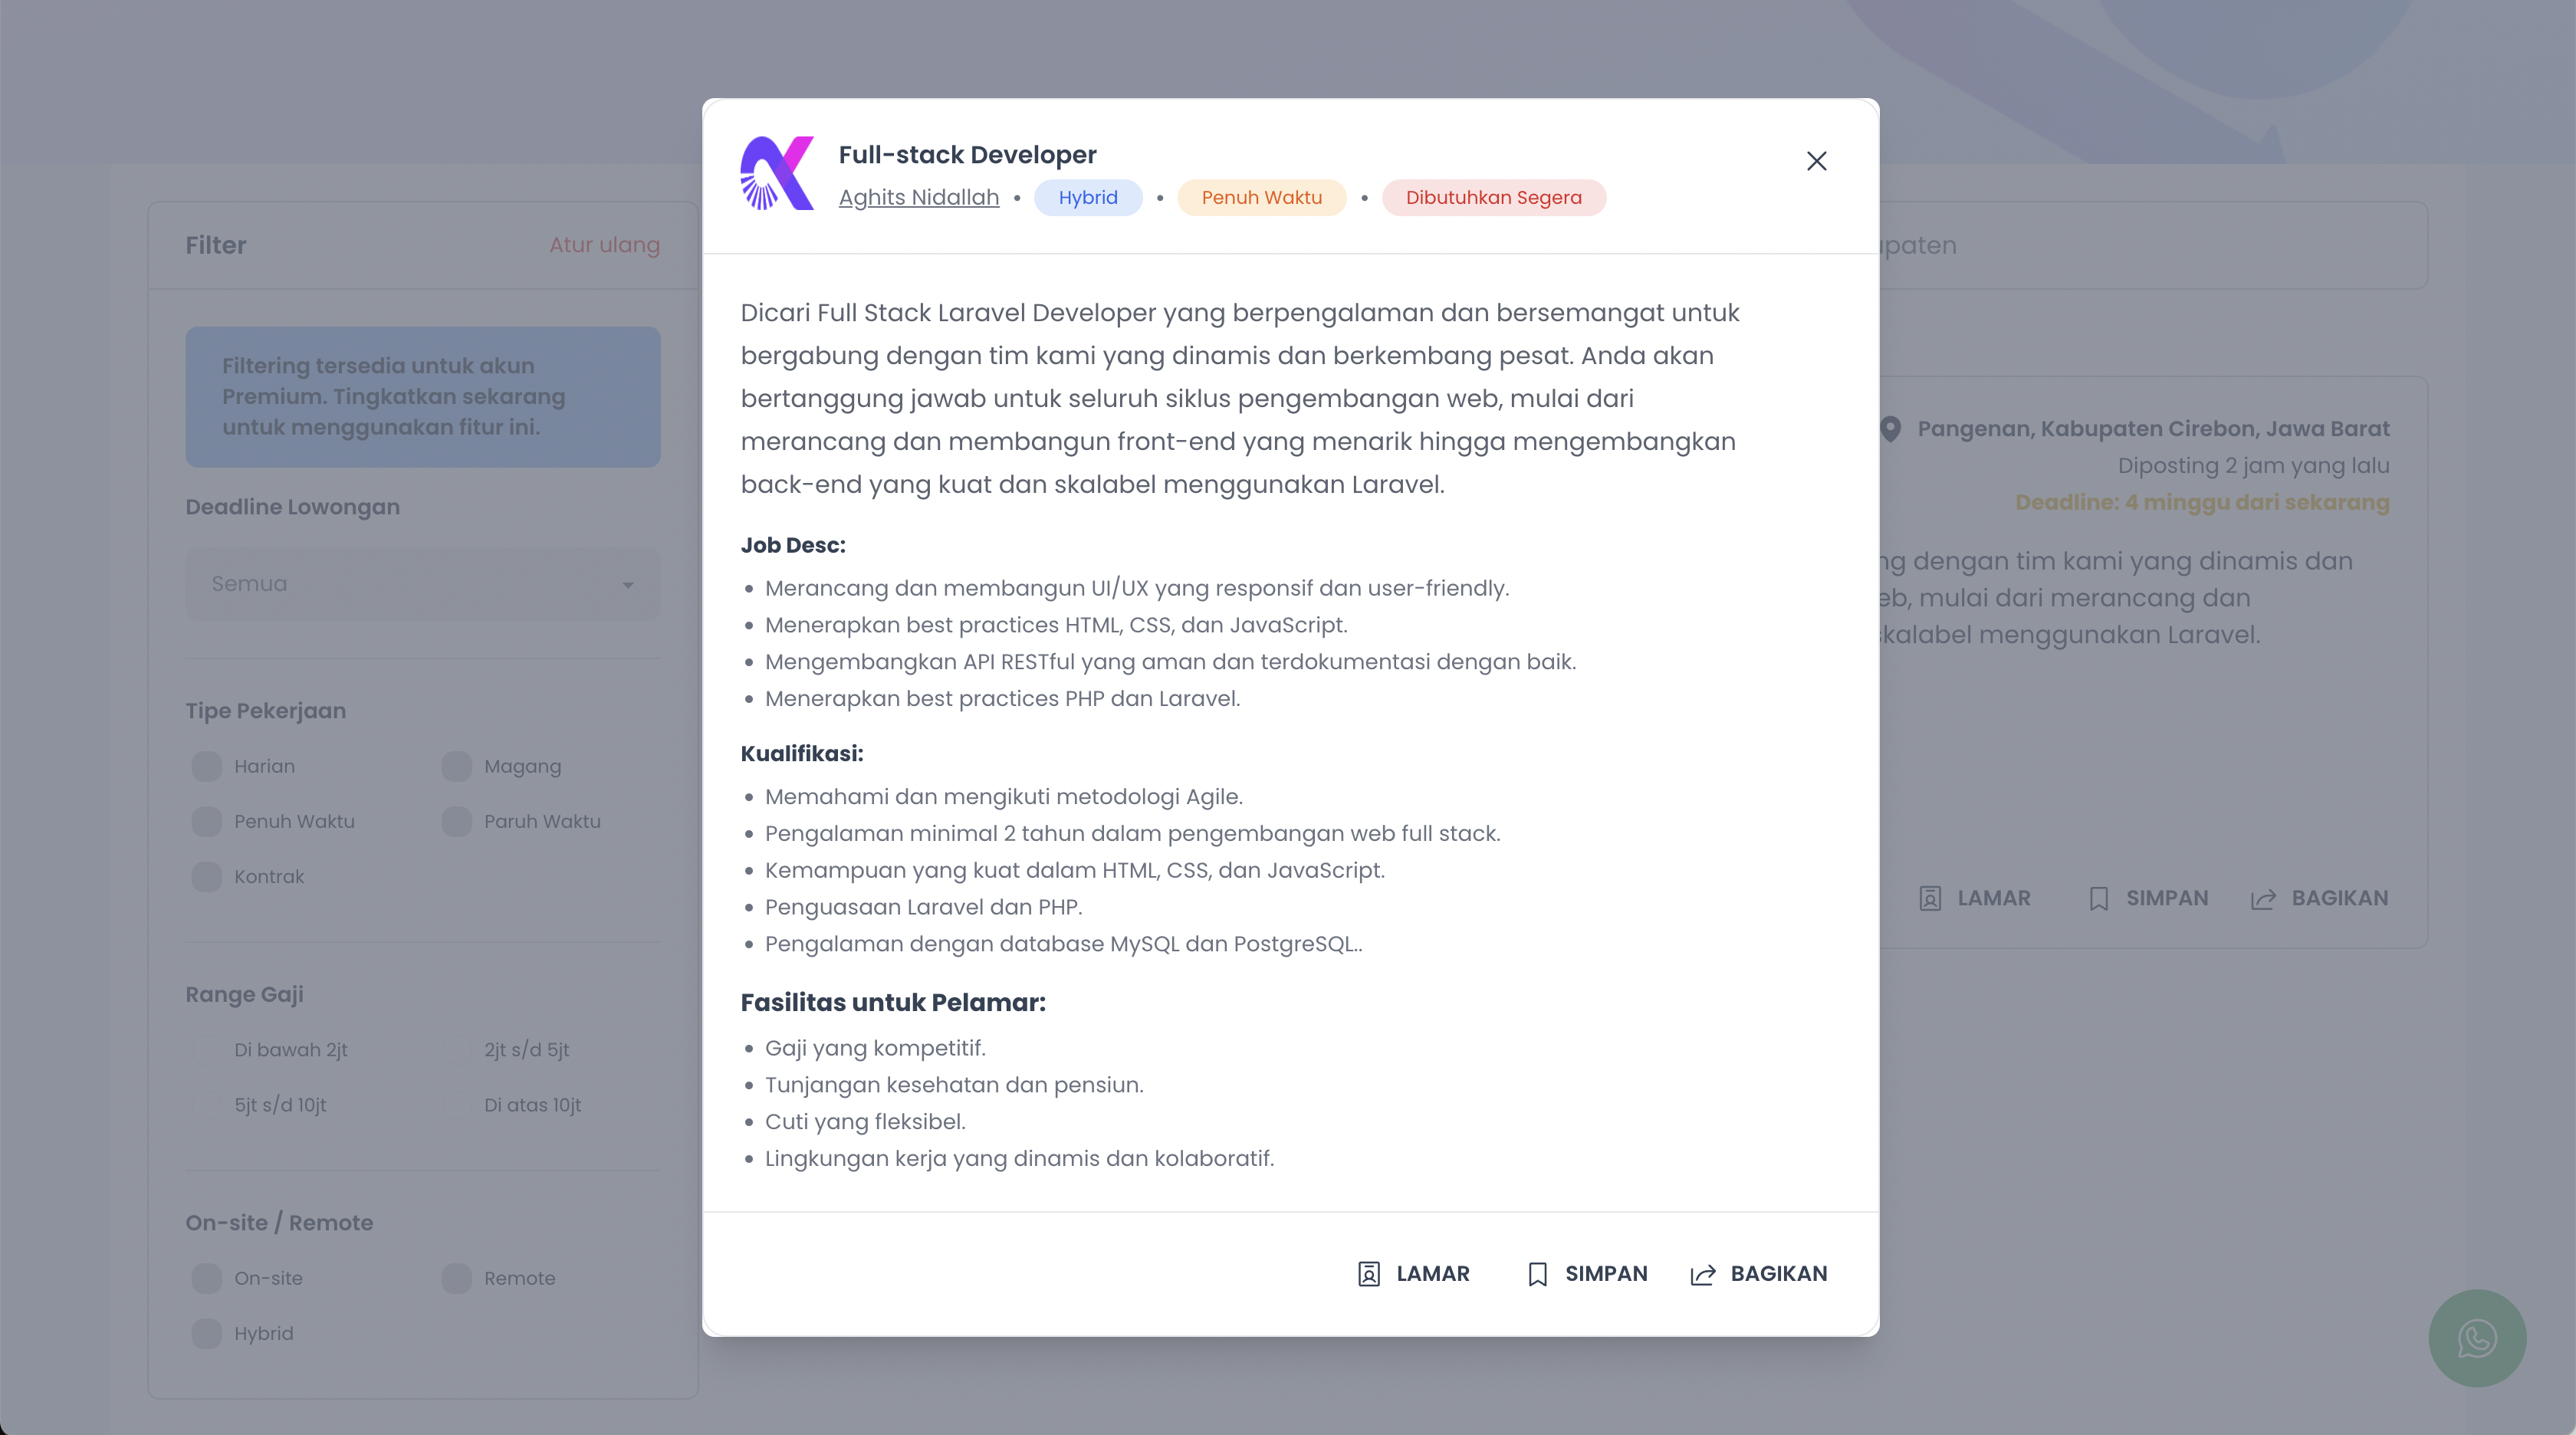 Full-stack Developer
Aghits Nidallah • Hybrid • Penuh Waktu • Dibutuhkan Segera
Dicari Full Stack Laravel Developer yang berpengalaman dan bersemangat untuk
bergabung dengan tim kami yang dinamis dan berkembang pesat. Anda akan
bertanggung jawab untuk seluruh siklus pengembangan web, mulai dari
merancang dan membangun front-end yang menarik hingga mengembangkan
back-end yang kuat dan skalabel menggunakan Laravel.
Job Desc:
• Merancang dan membangun UI/UX yang responsif dan user-friendly.
• Menerapkan best practices HTML, CSS, dan JavaScript.
• Mengembangkan API RESTful yang aman dan terdokumentasi dengan baik.
• Menerapkan best practices PHP dan Laravel.
Kualifikasi:
• Memahami dan mengikuti metodologi Agile.
• Pengalaman minimal 2 tahun dalam pengembangan web full stack.
• Kemampuan yang kuat dalam HTML, CSS, dan JavaScript.
• Penguasaan Laravel dan PHP.
• Pengalaman dengan database MySQL dan PostgreSQL..
Fasilitas untuk Pelamar:
• Gaji yang kompetitif.
• Tunjangan kesehatan dan pensiun.
• Cuti yang fleksibel.
• Lingkungan kerja yang dinamis dan kolaboratif.
LAMAR SIMPAN BAGIKAN
Filter Atur ulang
Filtering tersedia untuk akun
Premium. Tingkatkan sekarang
untuk menggunakan fitur ini.
Deadline Lowongan
Semua
Tipe Pekerjaan
Harian Magang
Penuh Waktu Paruh Waktu
Kontrak
Range Gaji
Di bawah 2jt 2jt s/d 5jt
5jt s/d 10jt Di atas 10jt
On-site / Remote
On-site Remote
Hybrid
Pangenan, Kabupaten Cirebon, Jawa Barat
Diposting 2 jam yang lalu
Deadline: 4 minggu dari sekarang
dengan tim kami yang dinamis dan
mulai dari merancang dan
menggunakan Laravel.
LAMAR SIMPAN BAGIKAN